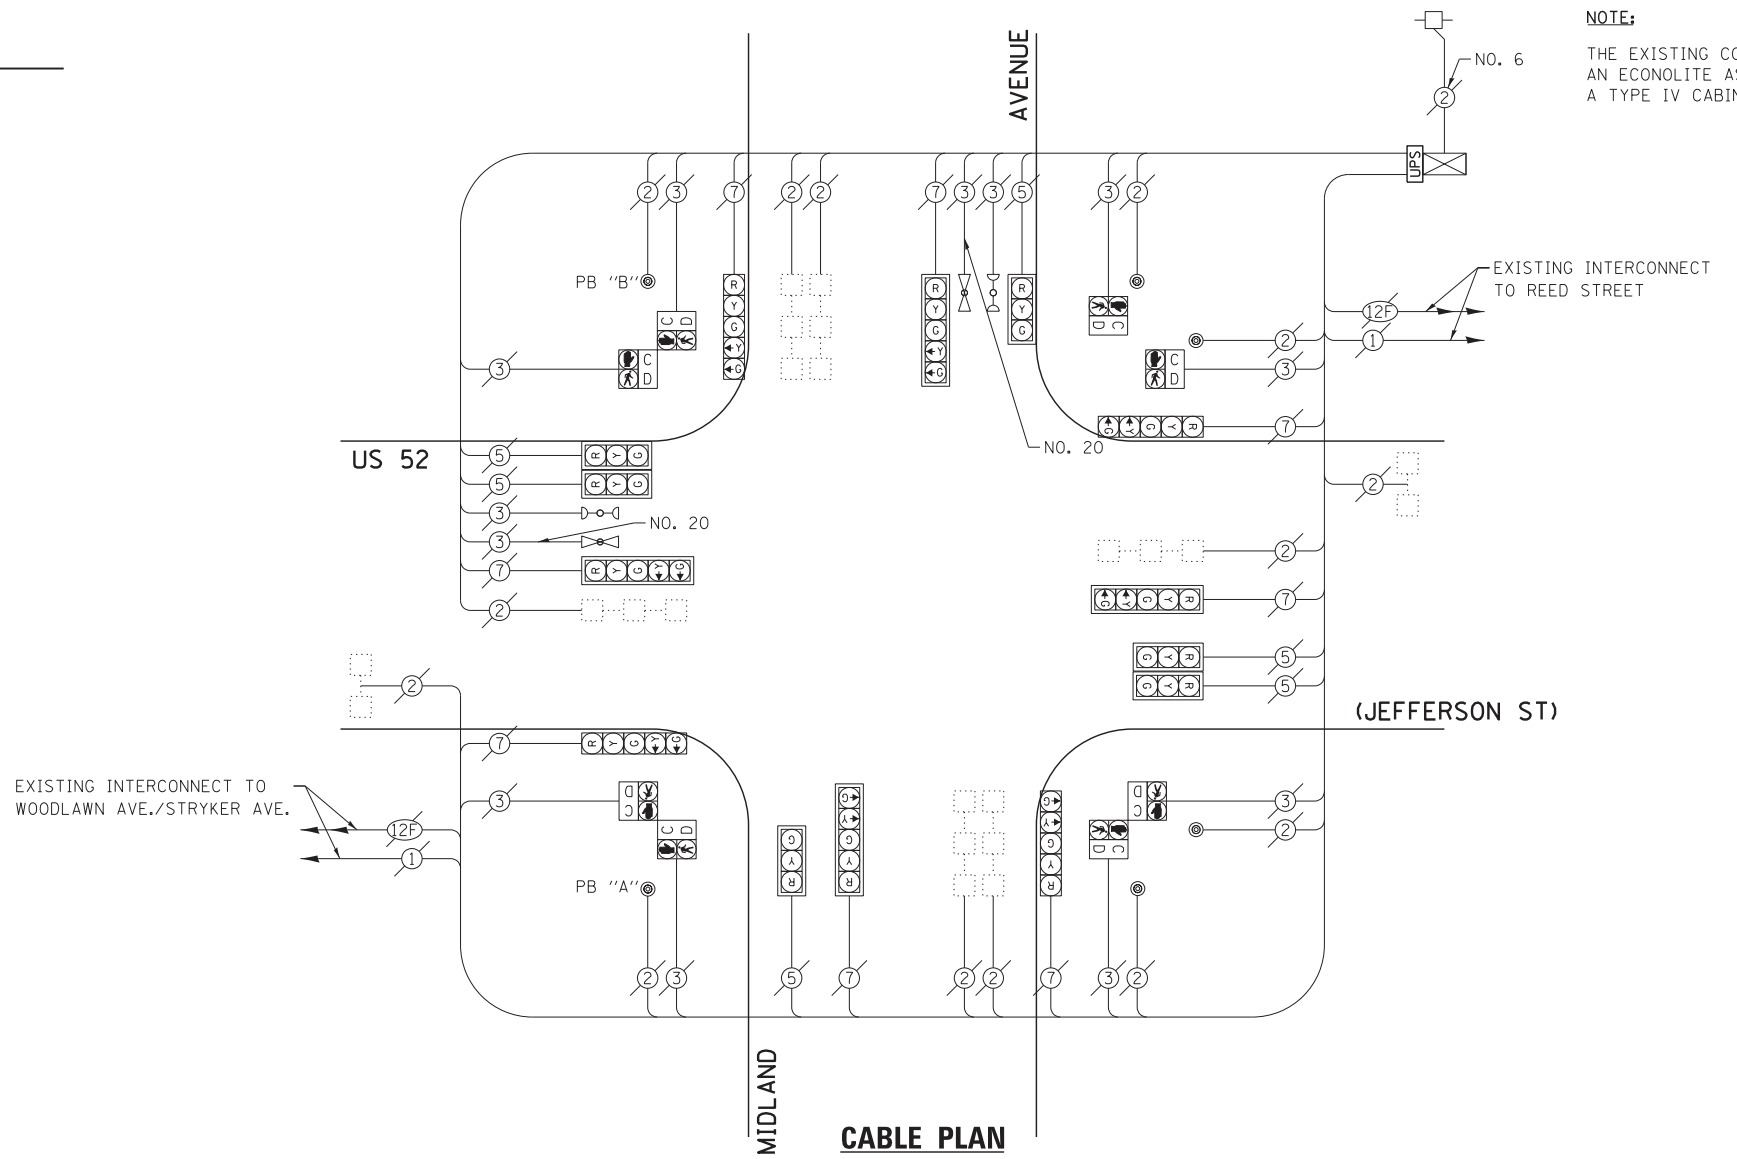 NOTE:
THE EXISTING CO
AN ECONOLITE AS
A TYPE IV CABIN
NO. 6
2
UPS
AVENUE
2 3 7 2 2 7 3 3 5 3 2
PB "B"
R Y G Y G
R Y G Y G
R Y G
C D
C D
D C
C D
EXISTING INTERCONNECT
TO REED STREET
12F
1
2
3
3
7
G Y G Y R
NO. 20
US 52
5 R Y G
5 R Y G
3
NO. 20
3
7 R Y G Y G
2
2
2
G Y G Y R 7
G Y R 5
G Y R 5
2
(JEFFERSON ST)
7 R Y G Y G
EXISTING INTERCONNECT TO
WOODLAWN AVE./STRYKER AVE.
12F
1
3
D C
C D
PB "A"
G Y R
G Y G Y R
G Y G Y R
D C
D C
3
2
2 3 5 7 2 2 7 3 2
MIDLAND
CABLE PLAN